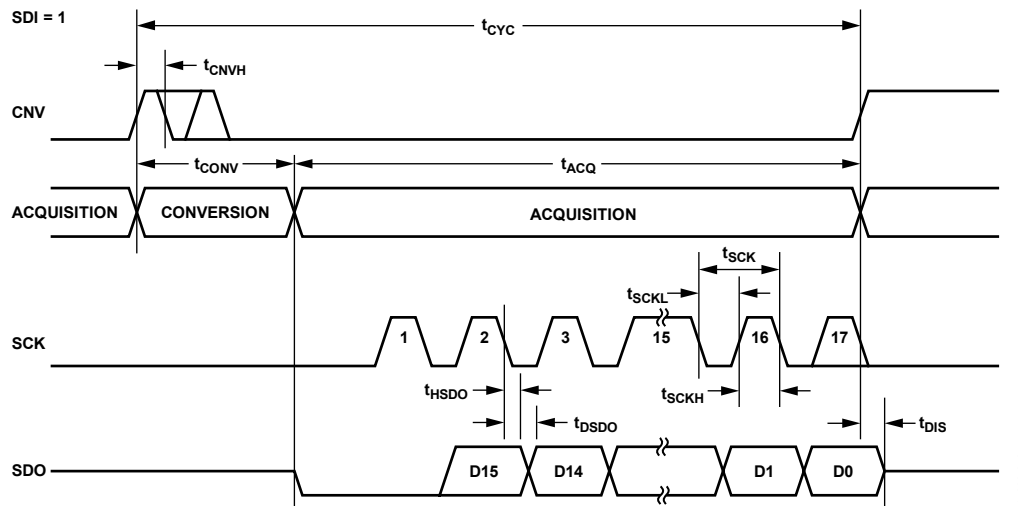 SDI = 1
tCYC
tCNVH
CNV
tCONV
tACQ
ACQUISITION
CONVERSION
ACQUISITION
tSCK
tSCKL
SCK
1
2
3
15
16
17
tHSDO
tSCKH
tDSDO
tDIS
SDO
D15
D14
D1
D0